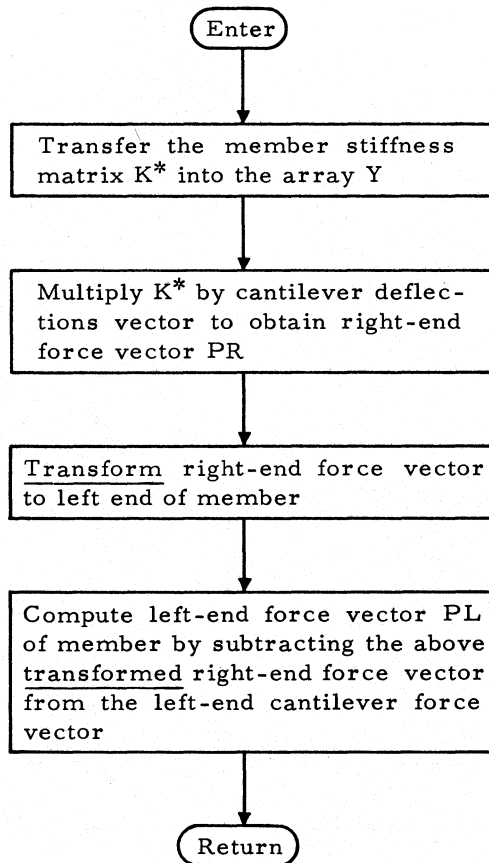 Enter
Transfer the member stiffness
matrix K* into the array Y
Multiply K* by cantilever deflec-
tions vector to obtain right-end
force vector PR
Transform right-end force vector
to left end of member
Compute left-end force vector PL
of member by subtracting the above
transformed right-end force vector
from the left-end cantilever force
vector
Return